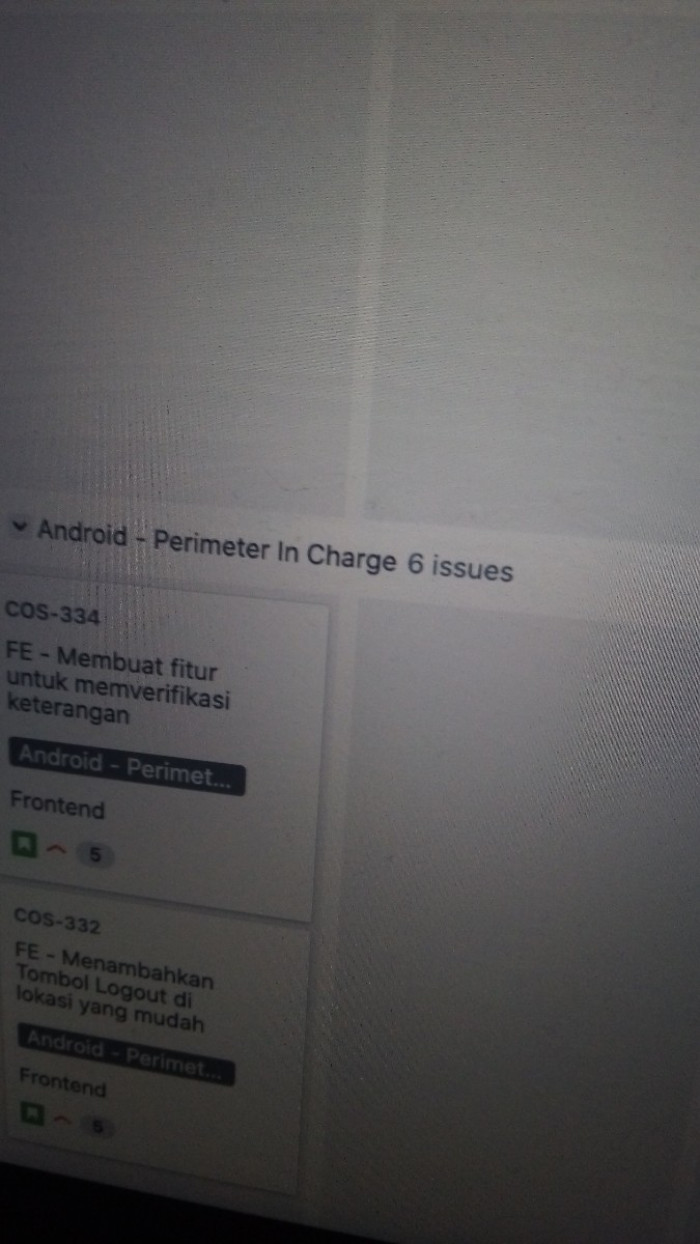 Android - Perimeter In Charge 6 issues
COS-334
FE - Membuat fitur
untuk memverifikasi
keterangan
Android - Perimet...
Frontend
5
COS-332
FE - Menambahkan
Tombol Logout di
lokasi yang mudah
Android - Perimet...
Frontend
5